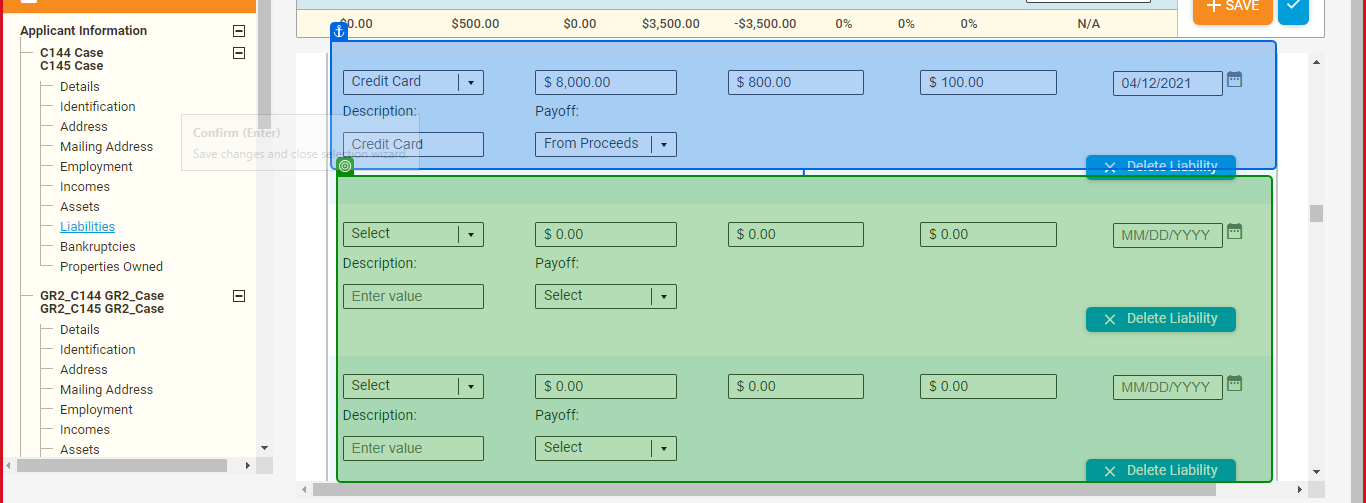 $0.00 $500.00 $0.00 $3,500.00 -$3,500.00 0% 0% 0% N/A
SAVE
Applicant Information
C144 Case
C145 Case
Details
Identification
Address
Mailing Address
Employment
Incomes
Assets
Liabilities
Bankruptcies
Properties Owned
GR2_C144 GR2_Case
GR2_C145 GR2_Case
Details
Identification
Address
Mailing Address
Employment
Incomes
Assets
Confirm (Enter)
Save changes and close selection wizard.
Credit Card $ 8,000.00 $ 800.00 $ 100.00 04/12/2021
Description: Payoff:
Credit Card From Proceeds
Delete Liability
Select $ 0.00 $ 0.00 $ 0.00 MM/DD/YYYY
Description: Payoff:
Enter value Select
Delete Liability
Select $ 0.00 $ 0.00 $ 0.00 MM/DD/YYYY
Description: Payoff:
Enter value Select
Delete Liability